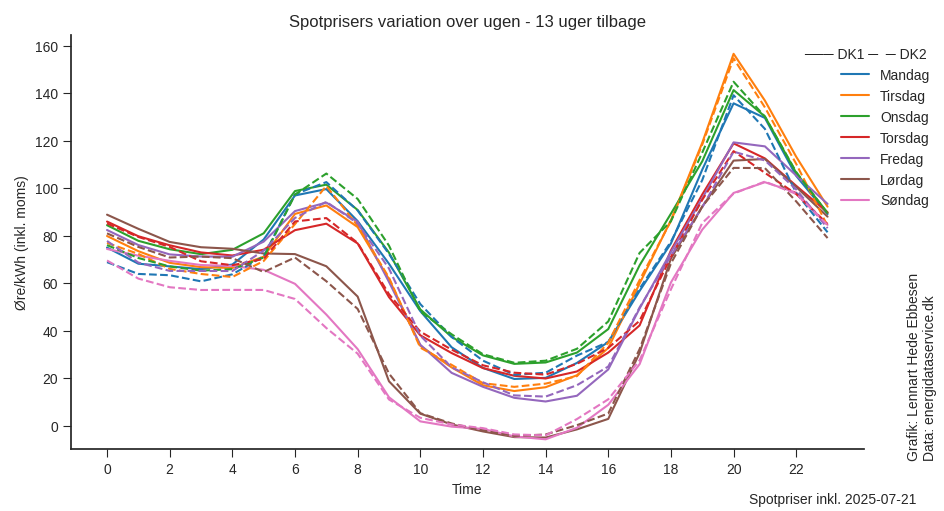 Spotprisers variation over ugen - 13 uger tilbage
Øre/kWh (inkl. moms)
160
140
120
100
80
60
40
20
0
0 2 4 6 8 10 12 14 16 18 20 22
Time
DK1 DK2
Mandag
Tirsdag
Onsdag
Torsdag
Fredag
Lørdag
Søndag
Grafik: Lennart Hede Ebbesen
Data: energidataservice.dk
Spotpriser inkl. 2025-07-21